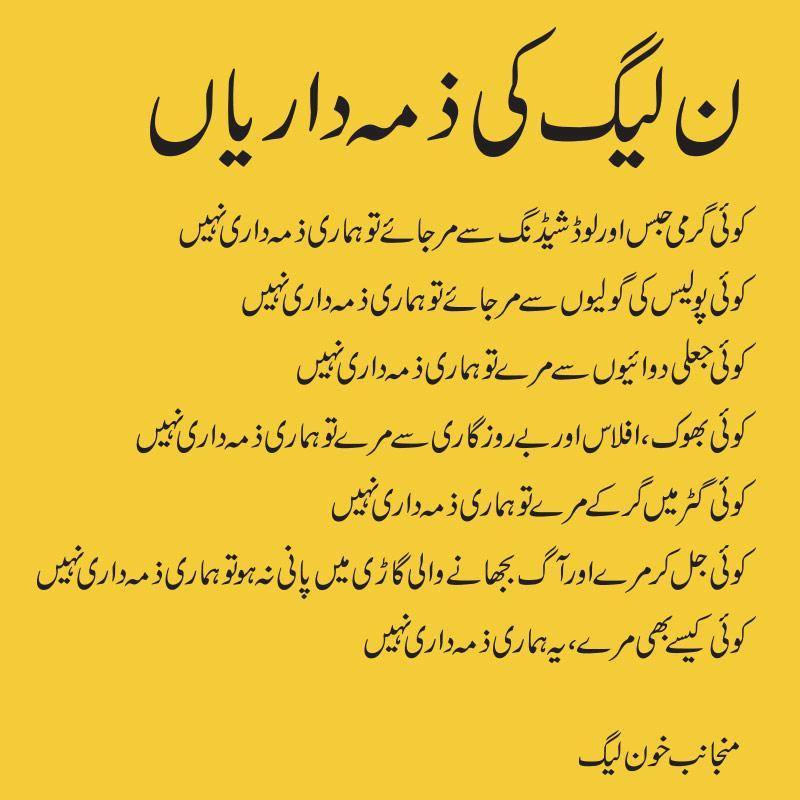 ن لیگ کی ذمہ داریاں
کوئی گرمی حبس اور لوڈ شیڈنگ سے مر جائے تو ہماری ذمہ داری نہیں
کوئی پولیس کی گولیوں سے مر جائے تو ہماری ذمہ داری نہیں
کوئی جعلی دوائیوں سے مرے تو ہماری ذمہ داری نہیں
کوئی بھوک، افلاس اور بے روزگاری سے مرے تو ہماری ذمہ داری نہیں
کوئی گٹر میں گر کے مرے تو ہماری ذمہ داری نہیں
کوئی جل کر مرے اور آگ بجھانے والی گاڑی میں پانی نہ ہو تو ہماری ذمہ داری نہیں
کوئی کیسے بھی مرے، یہ ہماری ذمہ داری نہیں
منجانب خون لیگ